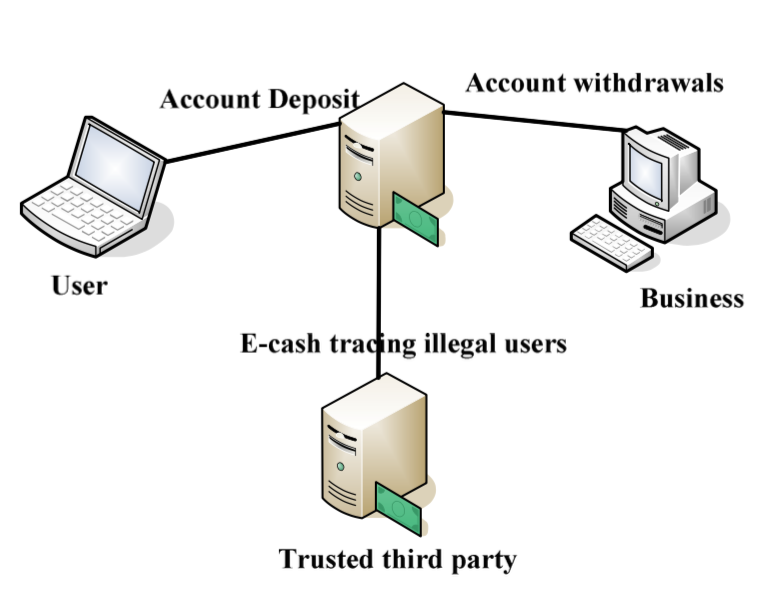 Account Deposit
Account withdrawals
User
Business
E-cash tracing illegal users
Trusted third party